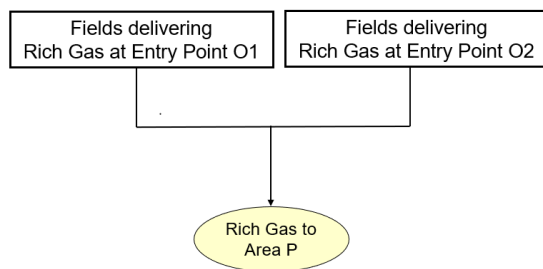 Fields delivering
Rich Gas at Entry Point O1
Fields delivering
Rich Gas at Entry Point O2
Rich Gas to
Area P